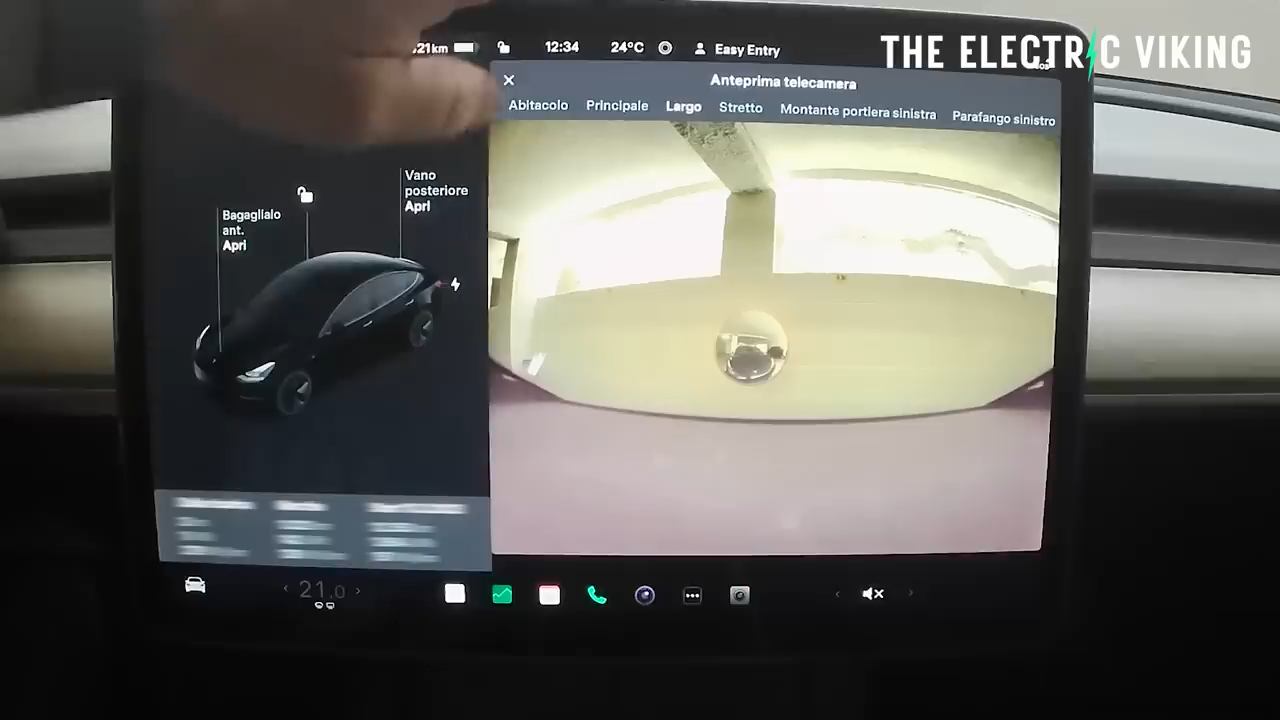 21km 12:34 24°C Easy Entry
THE ELECTRIC VIKING
Anteprima telecamera
Abitacolo Principale Largo Stretto Montante portiera sinistra Parafango sinistro
Vano
posteriore
Apri
Bagagliaio
ant.
Apri
21.0